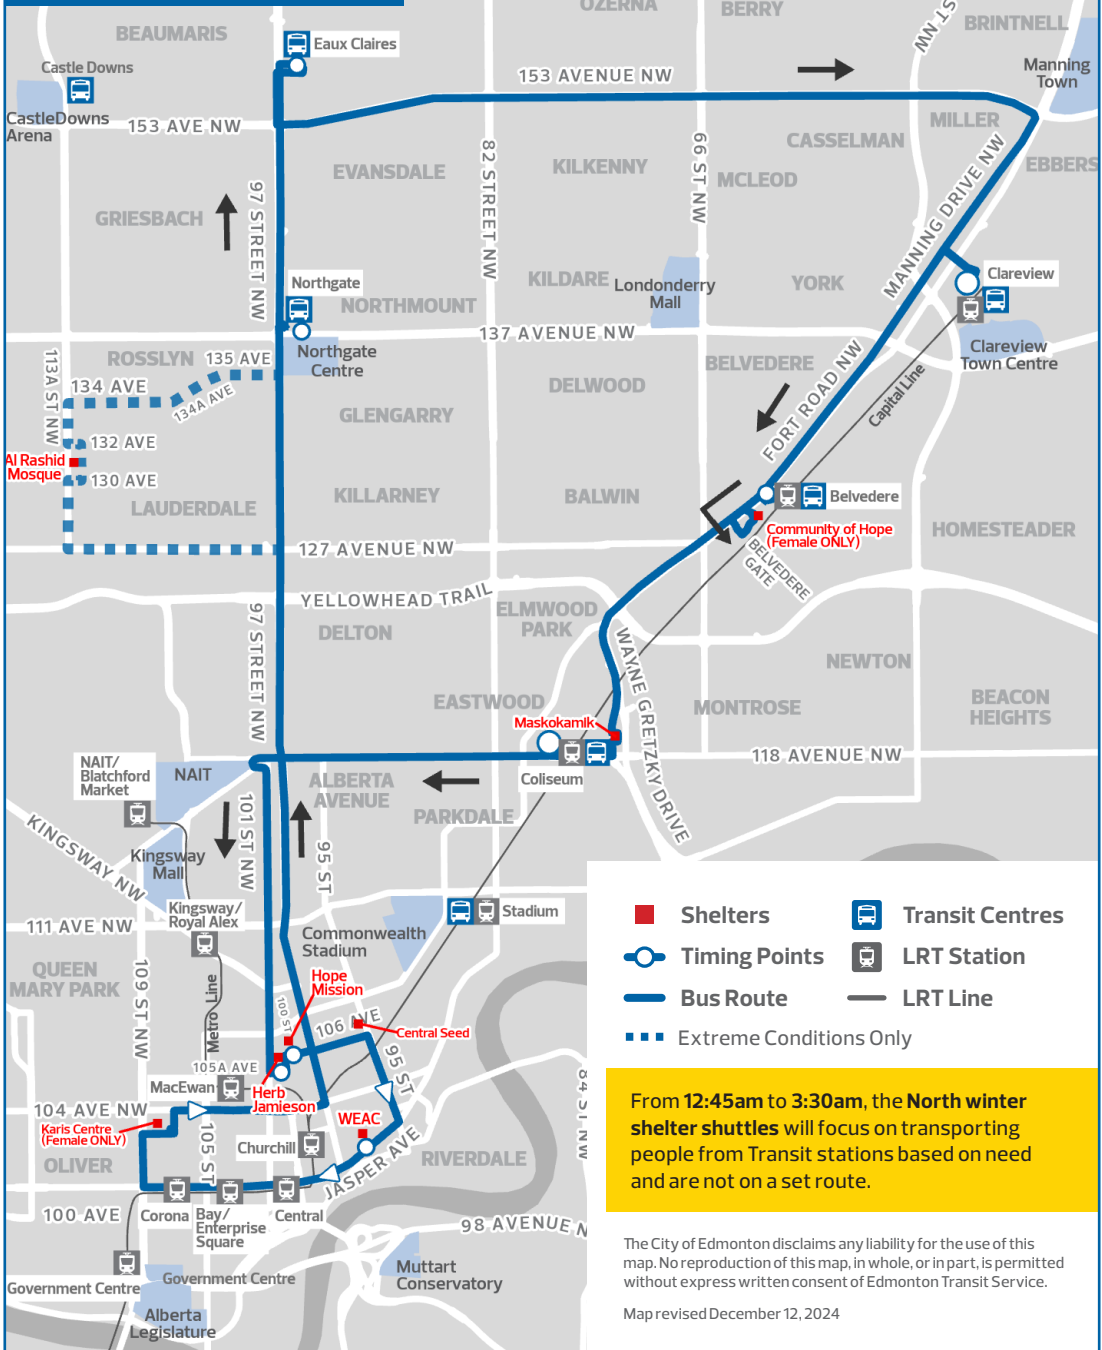 OZERNA
BERRY
ST NW
BRINTNELL
BEAUMARIS
Eaux Claires
Castle Downs
Manning
Town
153 AVENUE NW
CastleDowns
Arena
153 AVE NW
MILLER
CASSELMAN
EBBERS
EVANSDALE
KILKENNY
MCLEOD
82 STREET NW
66 ST NW
MANNING DRIVE NW
97 STREET NW
GRIESBACH
Clareview
Northgate
NORTHMOUNT
KILDARE
Londonderry
Mall
YORK
137 AVENUE NW
Northgate
Centre
ROSSLYN
135 AVE
113A ST NW
134 AVE
134A AVE
BELVEDERE
Clareview
Town Centre
DELWOOD
FORT ROAD NW
Capital Line
GLENGARRY
132 AVE
Al Rashid
Mosque
130 AVE
LAUDERDALE
KILLARNEY
BALWIN
Belvedere
Community of Hope
(Female ONLY)
HOMESTEADER
127 AVENUE NW
BELVEDERE
GATE
YELLOWHEAD TRAIL
ELMWOOD
PARK
97 STREET NW
DELTON
WAYNE GRETZKY DRIVE
NEWTON
EASTWOOD
MONTROSE
BEACON
HEIGHTS
Maskokamik
118 AVENUE NW
NAIT/
Blatchford
Market
NAIT
Coliseum
ALBERTA
AVENUE
PARKDALE
KINGSWAY NW
101 ST NW
95 ST
Kingsway
Mall
Kingsway/
Royal Alex
111 AVE NW
Stadium
Commonwealth
Stadium
QUEEN
MARY PARK
109 ST NW
Metro Line
Hope
Mission
100 ST
106 AVE
Central Seed
95 ST
105A AVE
MacEwan
Herb
Jamieson
104 AVE NW
Karis Centre
(Female ONLY)
WEAC
105 ST
Churchill
OLIVER
JASPER AVE
RIVERDALE
84 ST NW
100 AVE
Corona
Bay/
Enterprise
Square
Central
98 AVENUE N
Government Centre
Government Centre
Muttart
Conservatory
Alberta
Legislature
Shelters
Transit Centres
Timing Points
LRT Station
Bus Route
LRT Line
Extreme Conditions Only
From 12:45am to 3:30am, the North winter
shelter shuttles will focus on transporting
people from Transit stations based on need
and are not on a set route.
The City of Edmonton disclaims any liability for the use of this
map. No reproduction of this map, in whole, or in part, is permitted
without express written consent of Edmonton Transit Service.
Map revised December 12, 2024